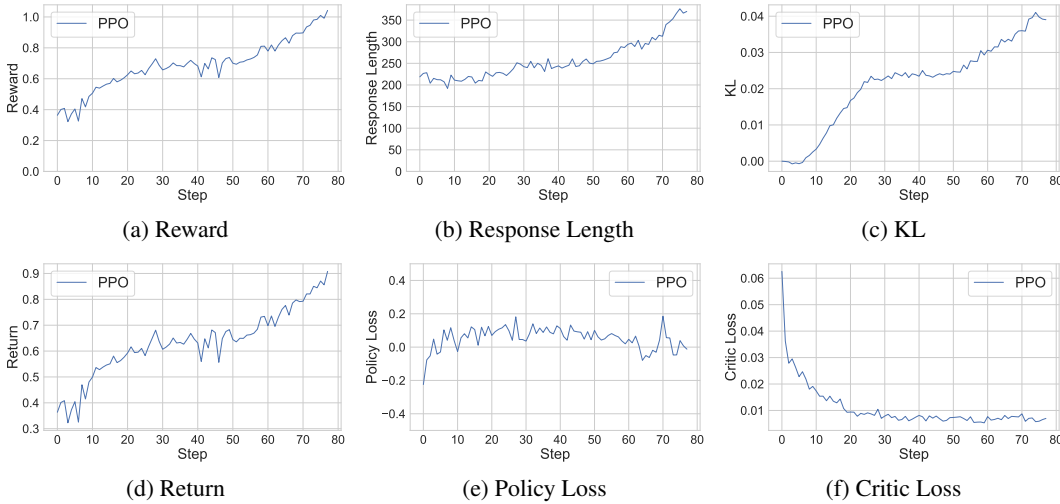 1.0
0.8
0.6
0.4
0.2
0.0
Reward
PPO
0 10 20 30 40 50 60 70 80
Step
(a) Reward
350
300
250
200
150
100
50
0
Response Length
PPO
0 10 20 30 40 50 60 70 80
Step
(b) Response Length
0.04
0.03
0.02
0.01
0.00
KL
PPO
0 10 20 30 40 50 60 70 80
Step
(c) KL
0.9
0.8
0.7
0.6
0.5
0.4
0.3
Return
PPO
0 10 20 30 40 50 60 70 80
Step
(d) Return
0.4
0.2
0.0
−0.2
−0.4
Policy Loss
PPO
0 10 20 30 40 50 60 70 80
Step
(e) Policy Loss
0.06
0.05
0.04
0.03
0.02
0.01
Critic Loss
PPO
0 10 20 30 40 50 60 70 80
Step
(f) Critic Loss